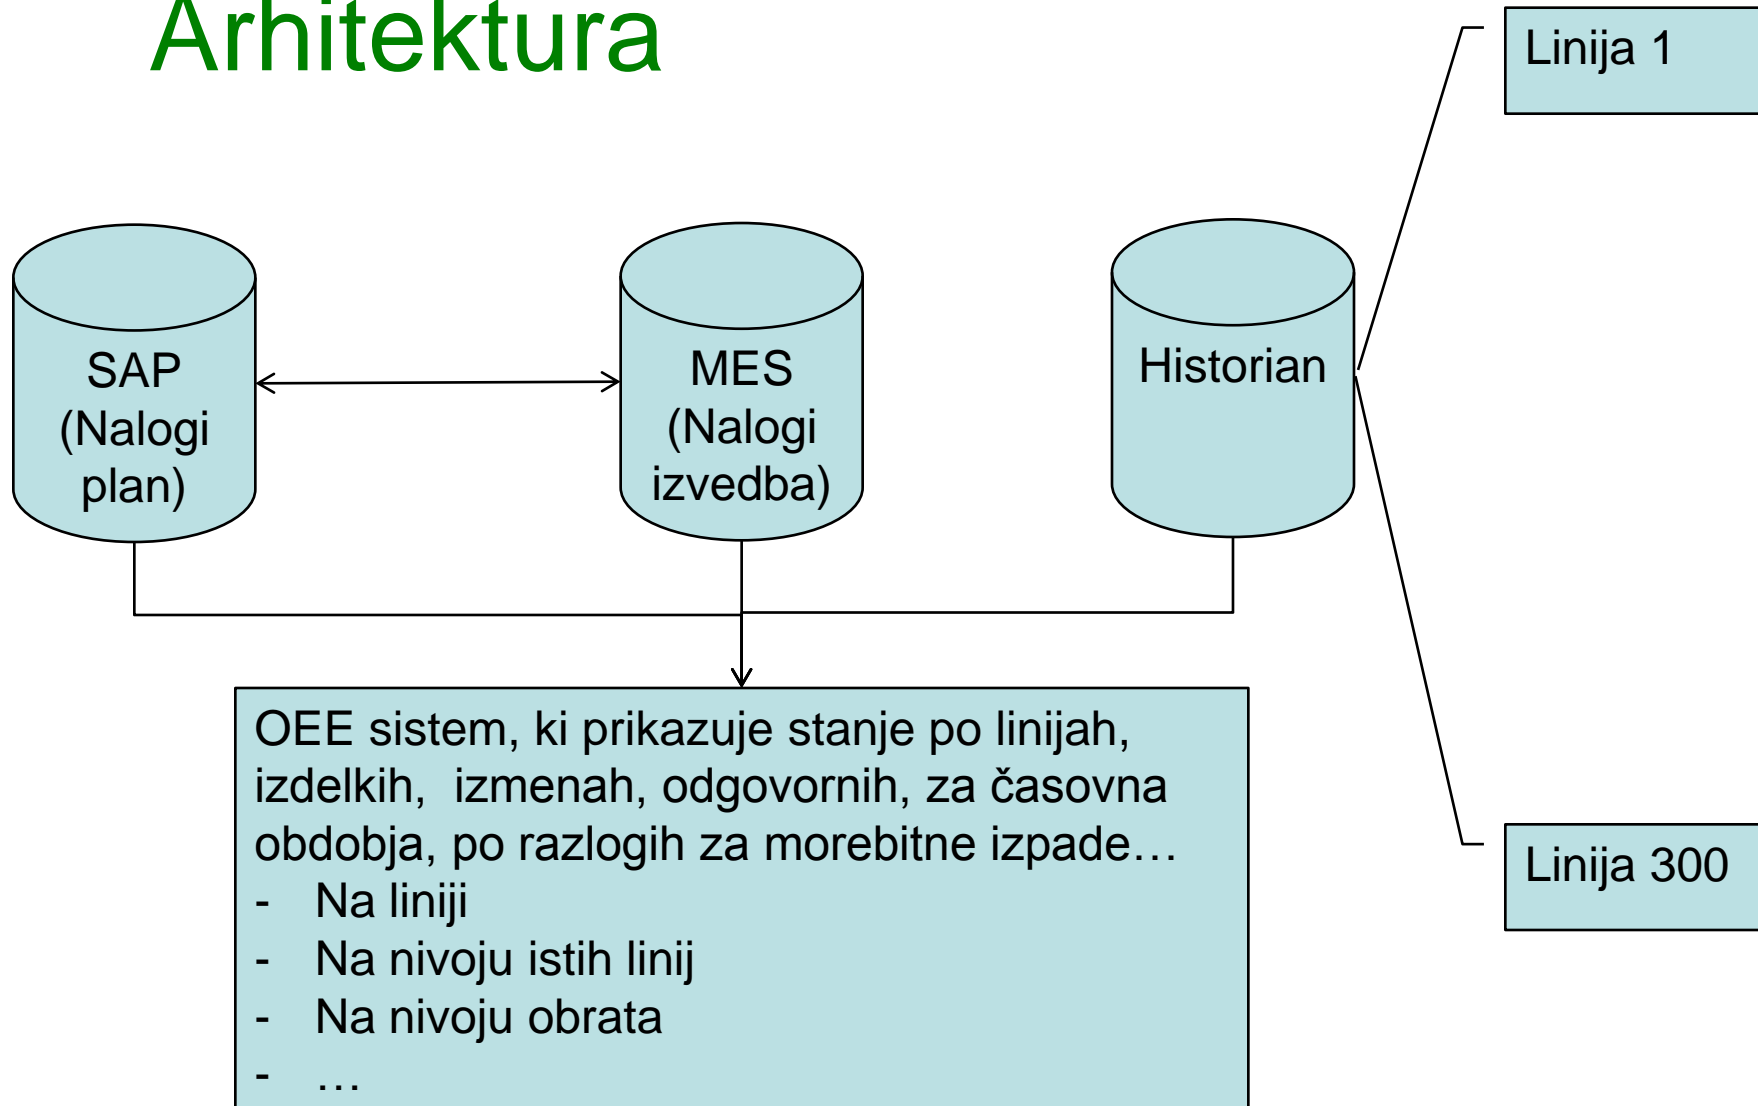 Arhitektura
Linija 1
SAP
(Nalogi
plan)
MES
(Nalogi
izvedba)
Historian
OEE sistem, ki prikazuje stanje po linijah,
izdelkih,  izmenah, odgovornih, za časovna
obdobja, po razlogih za morebitne izpade…
- Na liniji
- Na nivoju istih linij
- Na nivoju obrata
- …
Linija 300